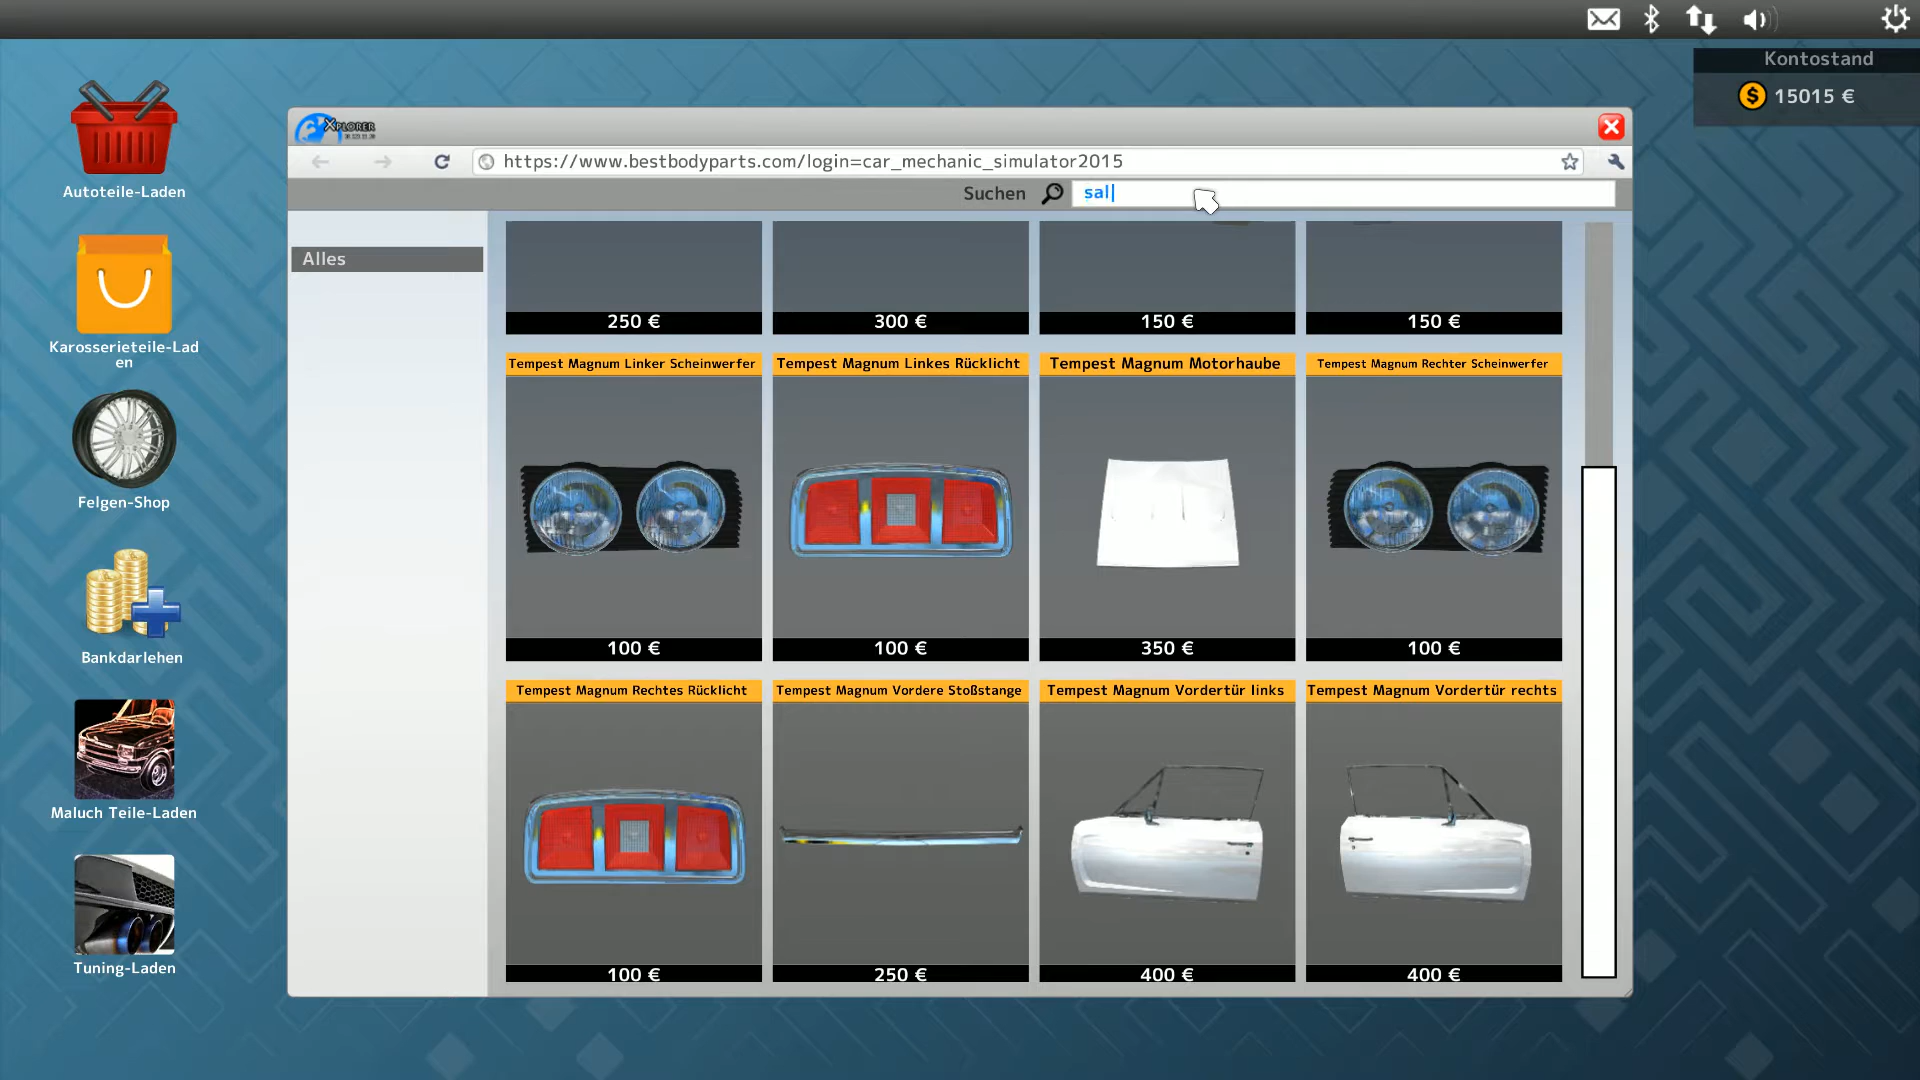 Kontostand
15015 €
Autoteile-Laden
Karosserieteile-Lad
en
Felgen-Shop
Bankdarlehen
Maluch Teile-Laden
Tuning-Laden
XPLORER
https://www.bestbodyparts.com/login=car_mechanic_simulator2015
Suchen sal
Alles
250 € 300 € 150 € 150 €
Tempest Magnum Linker Scheinwerfer Tempest Magnum Linkes Rücklicht Tempest Magnum Motorhaube Tempest Magnum Rechter Scheinwerfer
100 € 100 € 350 € 100 €
Tempest Magnum Rechtes Rücklicht Tempest Magnum Vordere Stoßstange Tempest Magnum Vordertür links Tempest Magnum Vordertür rechts
100 € 250 € 400 € 400 €